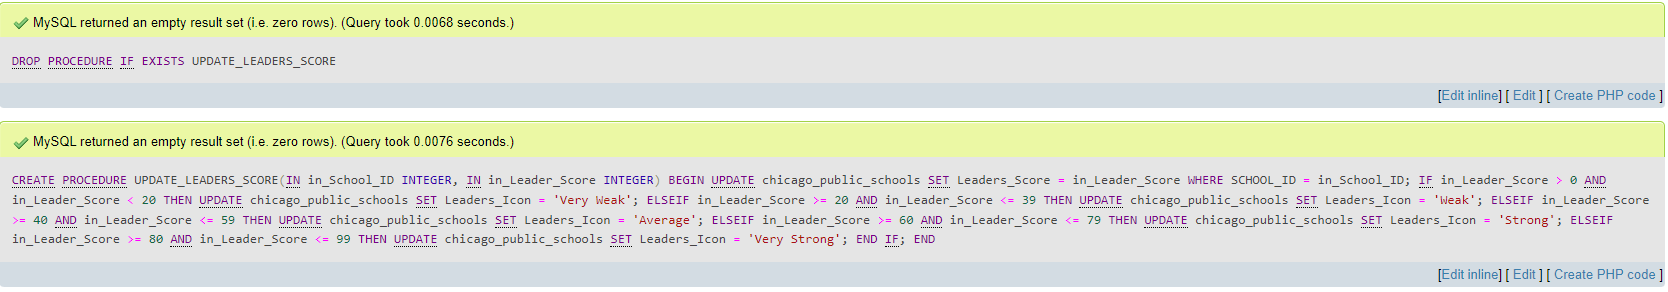 MySQL returned an empty result set (i.e. zero rows). (Query took 0.0068 seconds.)
DROP PROCEDURE IF EXISTS UPDATE_LEADERS_SCORE
[Edit inline] [ Edit ] [ Create PHP code ]
MySQL returned an empty result set (i.e. zero rows). (Query took 0.0076 seconds.)
CREATE PROCEDURE UPDATE_LEADERS_SCORE(IN in_School_ID INTEGER, IN in_Leader_Score INTEGER) BEGIN UPDATE chicago_public_schools SET Leaders_Score = in_Leader_Score WHERE SCHOOL_ID = in_School_ID; IF in_Leader_Score > 0 AND
in_Leader_Score < 20 THEN UPDATE chicago_public_schools SET Leaders_Icon = 'Very Weak'; ELSEIF in_Leader_Score >= 20 AND in_Leader_Score <= 39 THEN UPDATE chicago_public_schools SET Leaders_Icon = 'Weak'; ELSEIF in_Leader_Score
>= 40 AND in_Leader_Score <= 59 THEN UPDATE chicago_public_schools SET Leaders_Icon = 'Average'; ELSEIF in_Leader_Score >= 60 AND in_Leader_Score <= 79 THEN UPDATE chicago_public_schools SET Leaders_Icon = 'Strong'; ELSEIF
in_Leader_Score >= 80 AND in_Leader_Score <= 99 THEN UPDATE chicago_public_schools SET Leaders_Icon = 'Very Strong'; END IF; END
[Edit inline] [ Edit ] [ Create PHP code ]